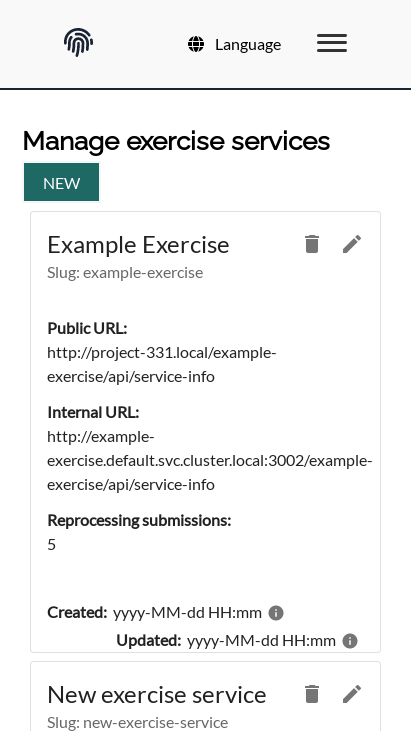 Language
Manage exercise services
NEW
Example Exercise
Slug: example-exercise
Public URL:
http://project-331.local/example-
exercise/api/service-info
Internal URL:
http://example-
exercise.default.svc.cluster.local:3002/example-
exercise/api/service-info
Reprocessing submissions:
5
Created: yyyy-MM-dd HH:mm
Updated: yyyy-MM-dd HH:mm
New exercise service
Slug: new-exercise-service